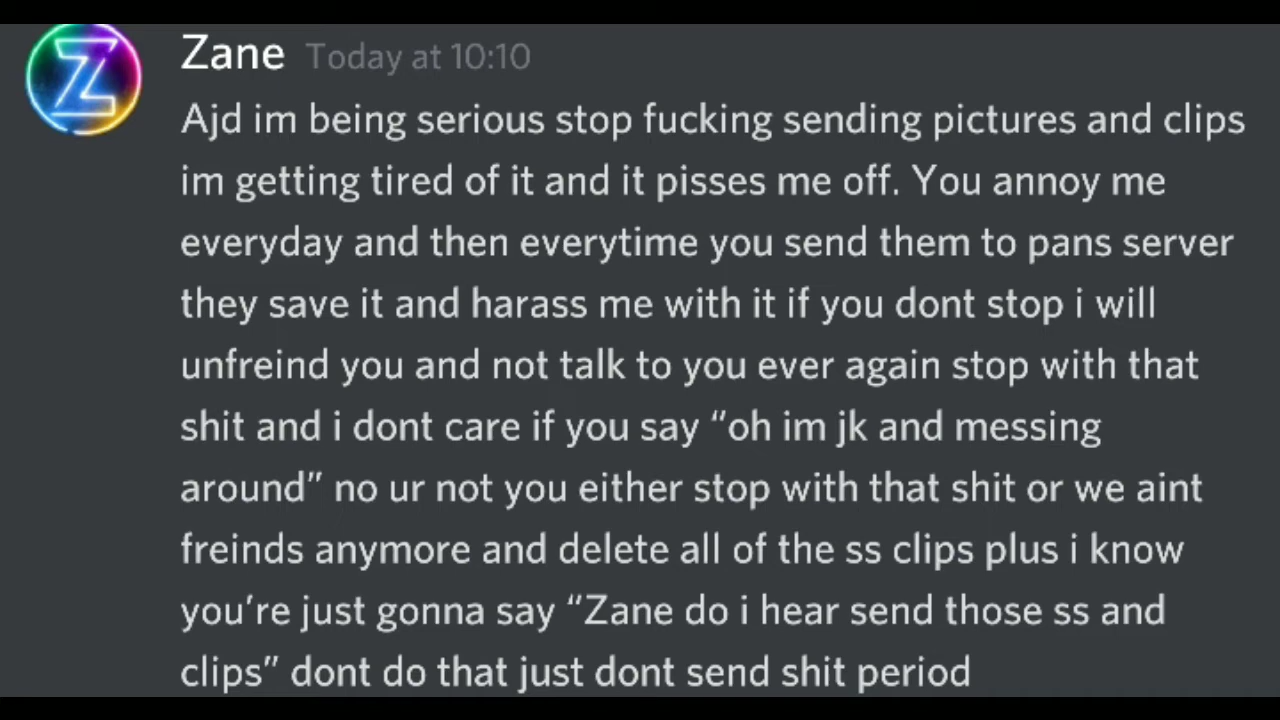 Zane Today at 10:10
Ajd im being serious stop fucking sending pictures and clips
im getting tired of it and it pisses me off. You annoy me
everyday and then everytime you send them to pans server
they save it and harass me with it if you dont stop i will
unfreind you and not talk to you ever again stop with that
shit and i dont care if you say “oh im jk and messing
around” no ur not you either stop with that shit or we aint
freinds anymore and delete all of the ss clips plus i know
you’re just gonna say “Zane do i hear send those ss and
clips” dont do that just dont send shit period